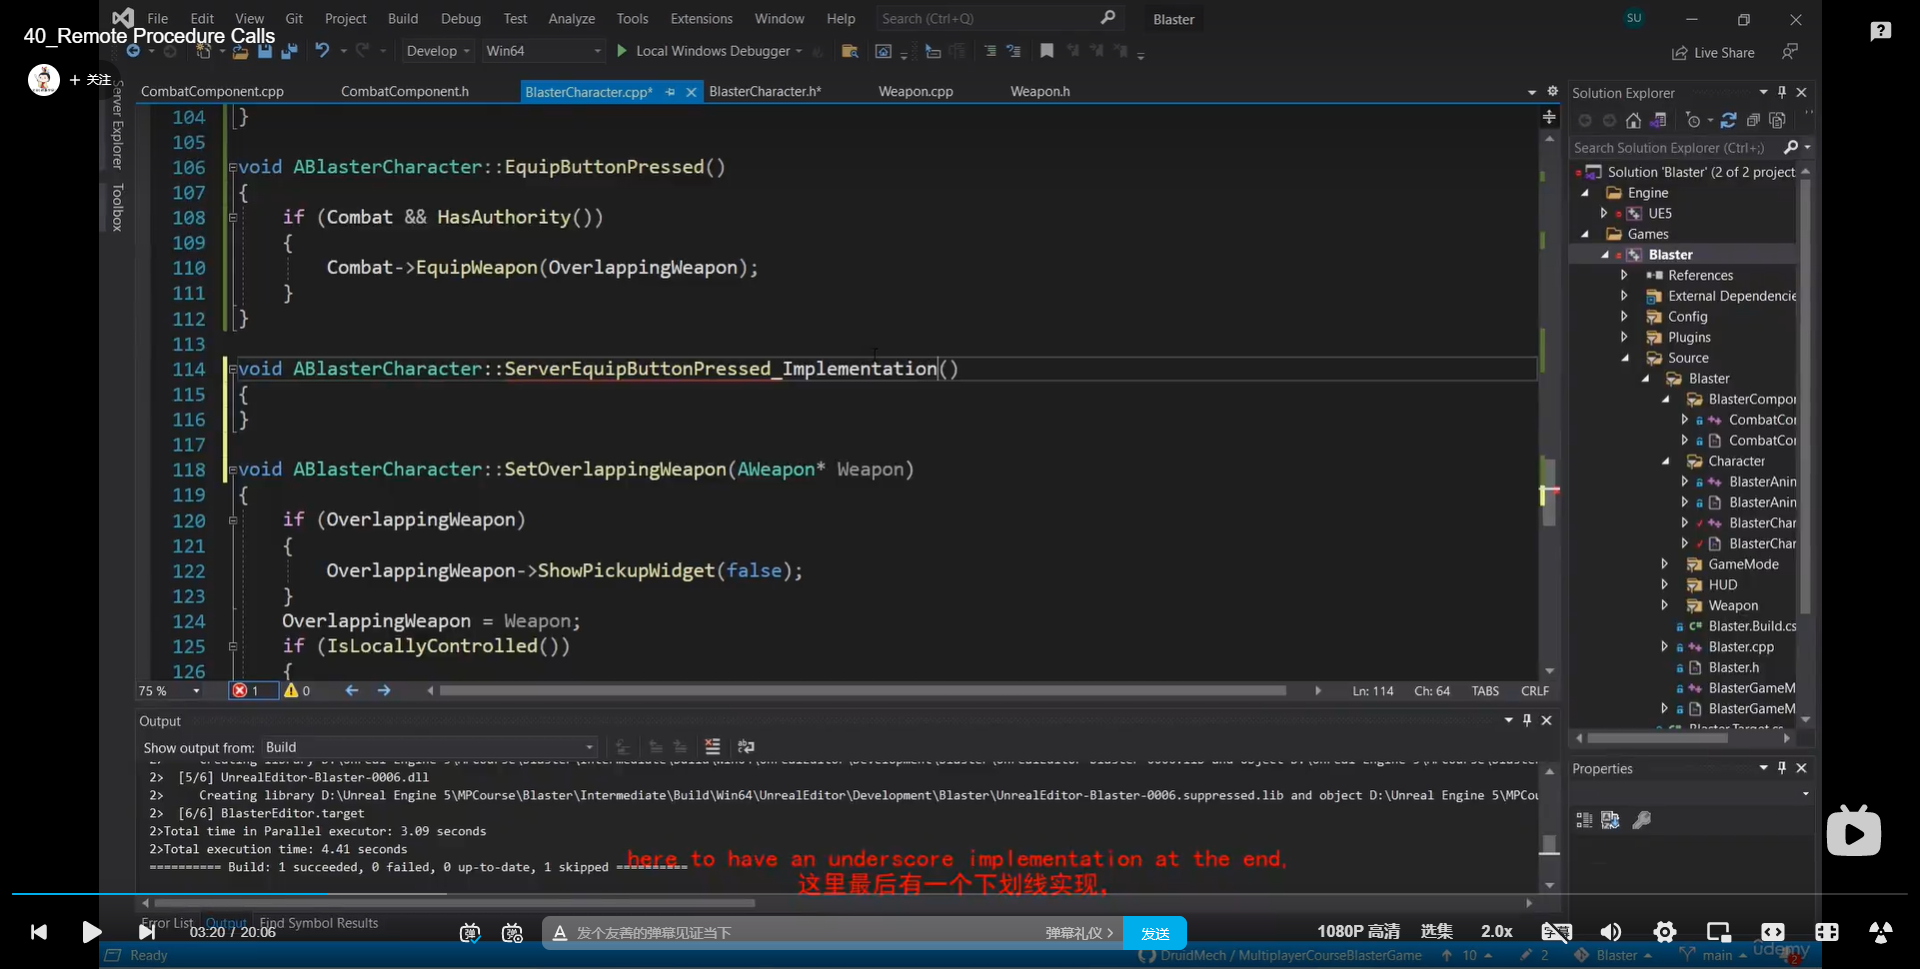 File Edit View Git Project Build Debug Test Analyze Tools Extensions Window Help Search (Ctrl+Q) Blaster SU
40_Remote Procedure Calls
Develop Win64 Local Windows Debugger Live Share
+ 关注
Server Explorer
Toolbox
CombatComponent.cpp CombatComponent.h BlasterCharacter.cpp* BlasterCharacter.h* Weapon.cpp Weapon.h
104 }
105
106 void ABlasterCharacter::EquipButtonPressed()
107 {
108 if (Combat && HasAuthority())
109 {
110 Combat->EquipWeapon(OverlappingWeapon);
111 }
112 }
113
114 void ABlasterCharacter::ServerEquipButtonPressed_Implementation()
115 {
116 }
117
118 void ABlasterCharacter::SetOverlappingWeapon(AWeapon* Weapon)
119 {
120 if (OverlappingWeapon)
121 {
122 OverlappingWeapon->ShowPickupWidget(false);
123 }
124 OverlappingWeapon = Weapon;
125 if (IsLocallyControlled())
126 {
75 % 1 0 Ln: 114 Ch: 64 TABS CRLF
Solution Explorer
Search Solution Explorer (Ctrl+;)
Solution 'Blaster' (2 of 2 project
Engine
UE5
Games
Blaster
References
External Dependencie
Config
Plugins
Source
Blaster
BlasterCompor
CombatCor
CombatCor
Character
BlasterAnin
BlasterAnin
BlasterChar
BlasterChar
GameMode
HUD
Weapon
Blaster.Build.cs
Blaster.cpp
Blaster.h
BlasterGameM
BlasterGameM
Blaster.Target.cs
Properties
Output
Show output from: Build
2> [5/6] UnrealEditor-Blaster-0006.dll
2> Creating library D:\Unreal Engine 5\MPCourse\Blaster\Intermediate\Build\Win64\UnrealEditor\Development\Blaster\UnrealEditor-Blaster-0006.suppressed.lib and object D:\Unreal Engine 5\MPCou
2> [6/6] BlasterEditor.target
2>Total time in Parallel executor: 3.09 seconds
2>Total execution time: 4.41 seconds
========== Build: 1 succeeded, 0 failed, 0 up-to-date, 1 skipped ==========
here to have an underscore implementation at the end,
这里最后有一个下划线实现,
Error List Output Find Symbol Results
03:20 / 20:06 弹 弹 A 发个友善的弹幕见证当下 弹幕礼仪 > 发送 1080P 高清 选集 2.0x 字幕
udemy
Ready DruidMech / MultiplayerCourseBlasterGame 10 2 Blaster main 2